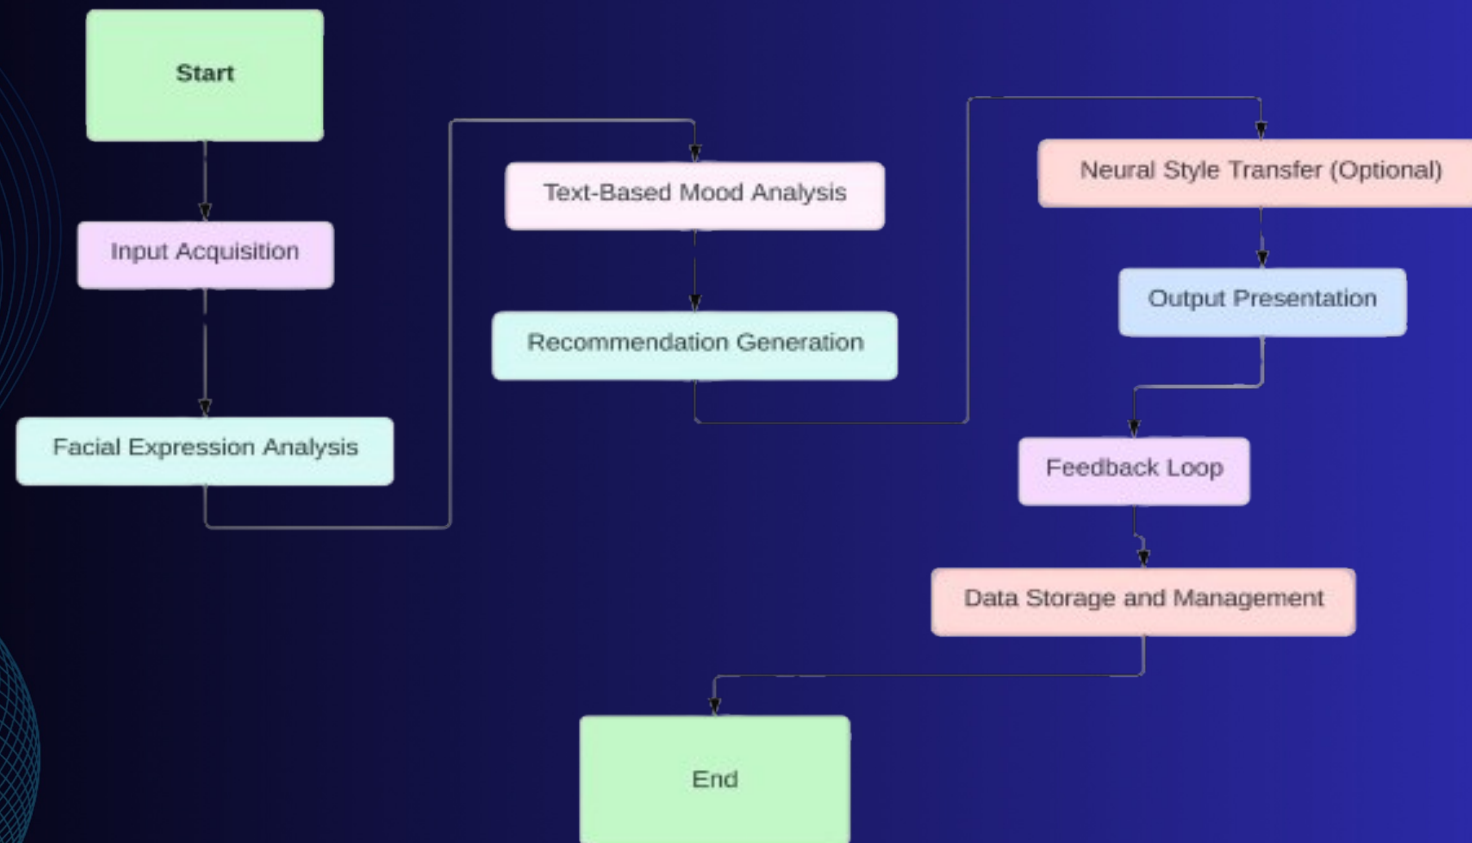 Start
Input Acquisition
Facial Expression Analysis
Text-Based Mood Analysis
Recommendation Generation
Neural Style Transfer (Optional)
Output Presentation
Feedback Loop
Data Storage and Management
End